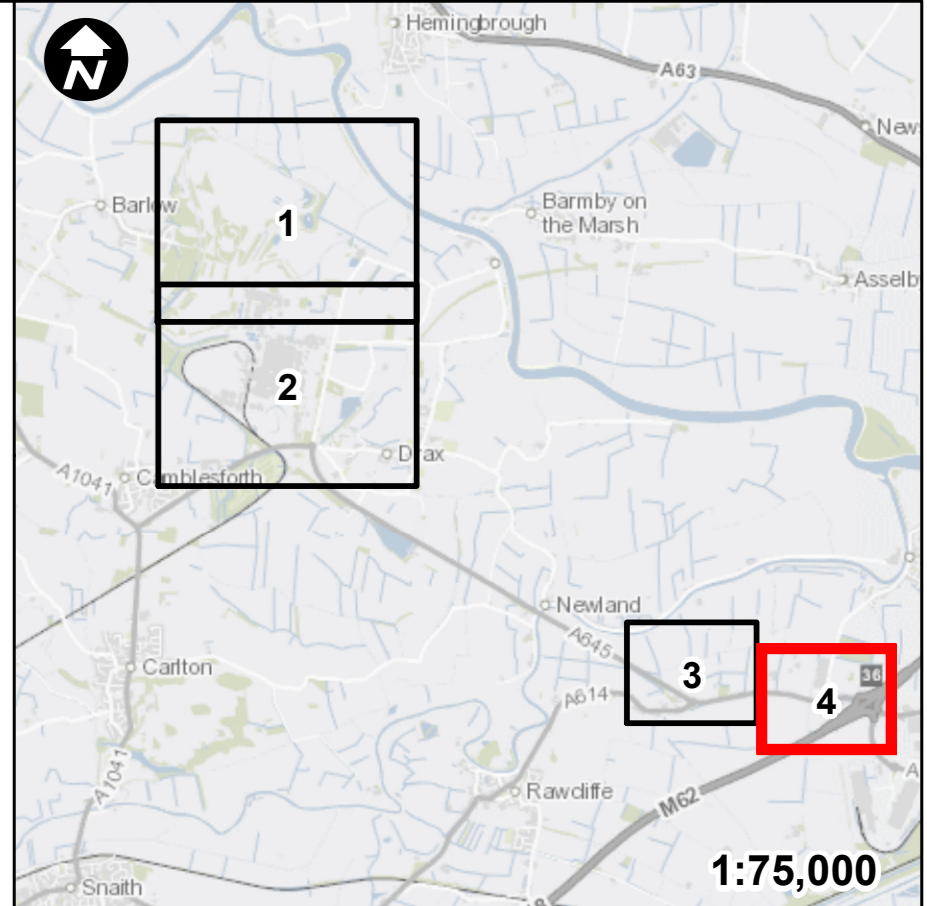 N
Hemingbrough
A63
New
Barlow
Barmby on
the Marsh
1
Asselb
2
Drax
A1041
Camblesforth
Newland
A645
3
36
Carlton
A614
4
A1041
A
Rawcliffe
M62
1:75,000
Snaith